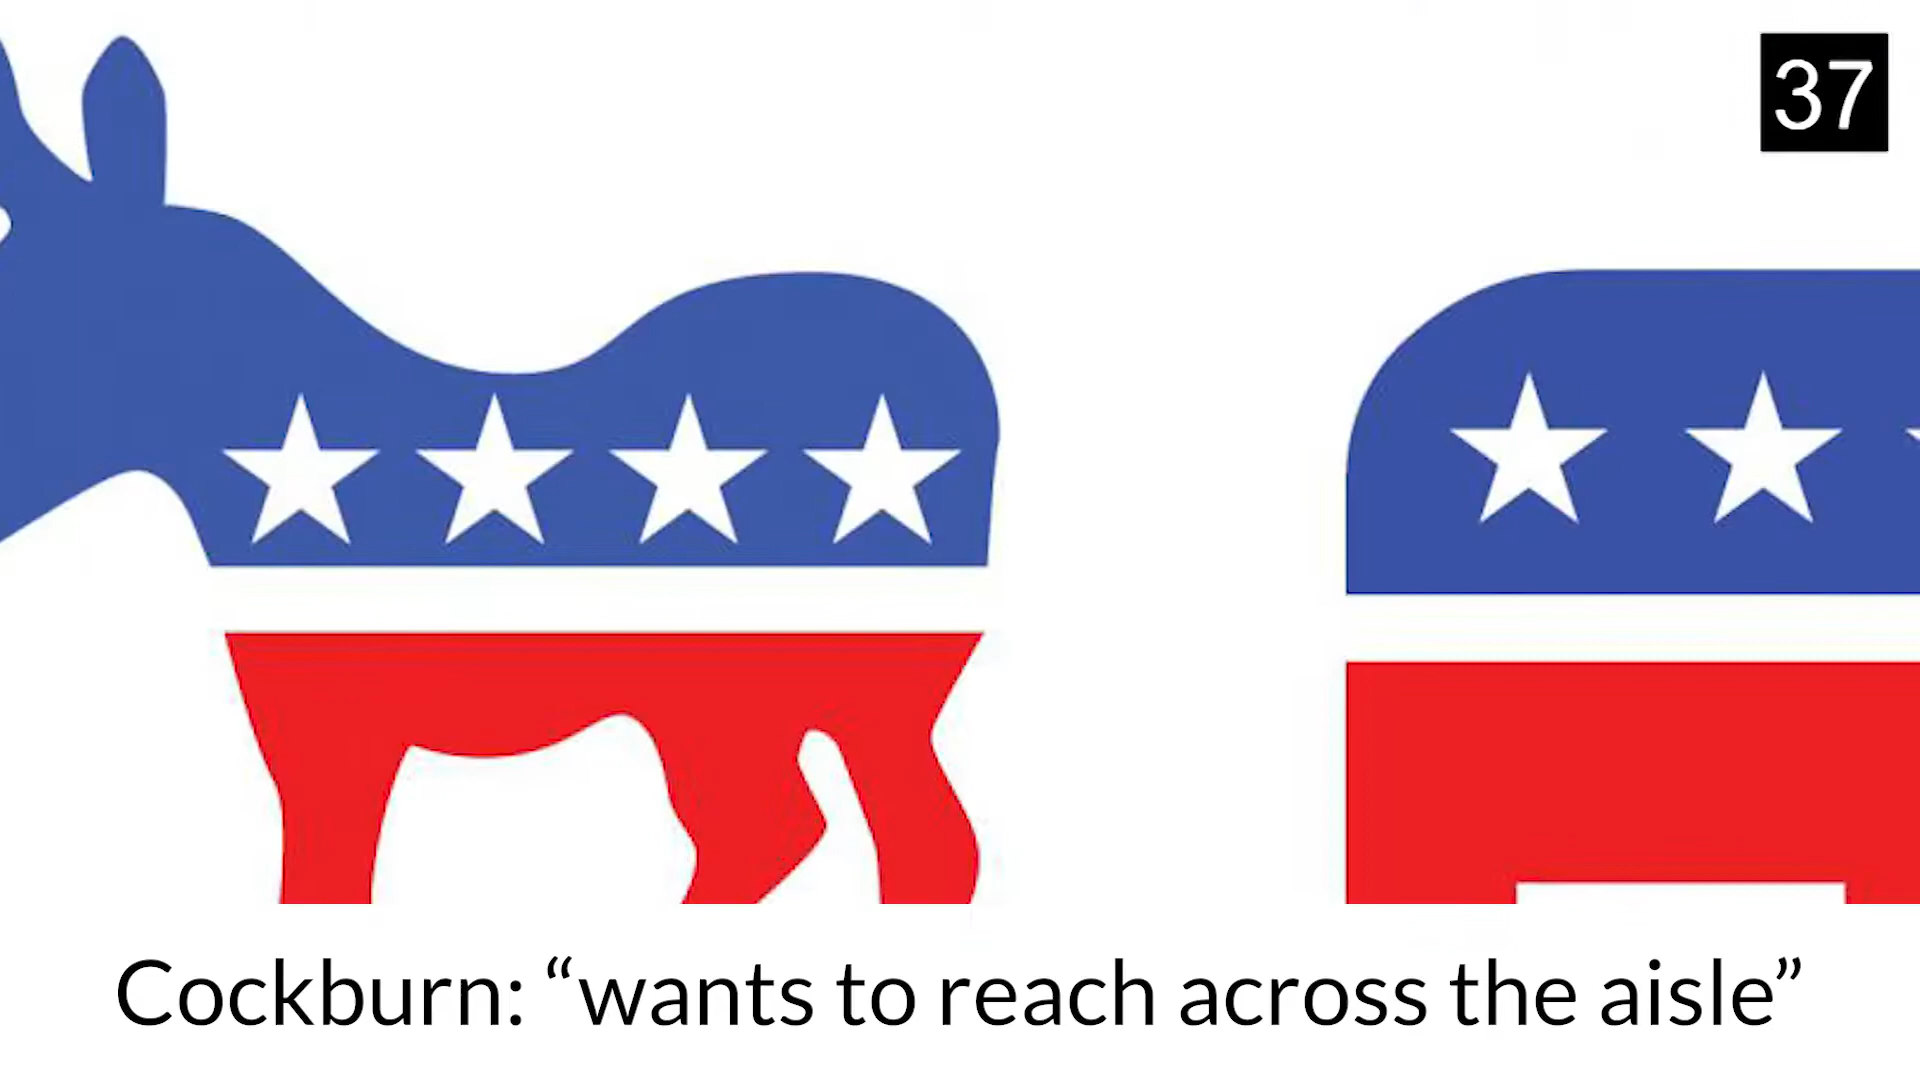 37
Cockburn: “wants to reach across the aisle”